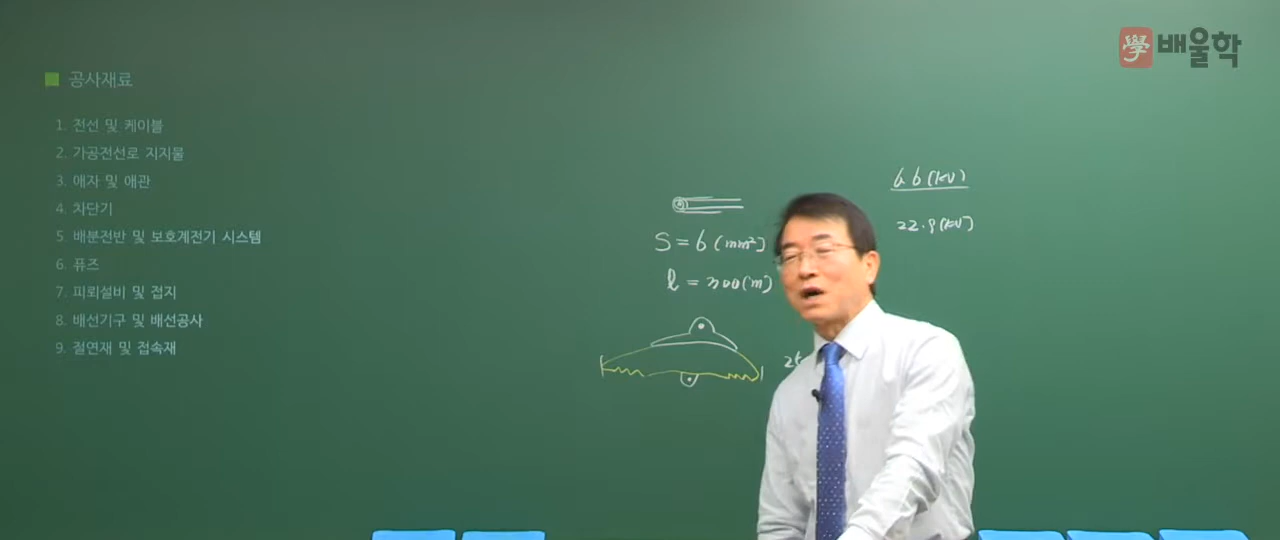 學 배울학
공사재료
1. 전선 및 케이블
2. 가공전선로 지지물
3. 애자 및 애관
4. 차단기
5. 배분전반 및 보호계전기 시스템
6. 퓨즈
7. 피뢰설비 및 접지
8. 배선기구 및 배선공사
9. 절연재 및 접속재
6.6(kV)
22.9(kV)
S = 6 (mm²)
l = 300(m)